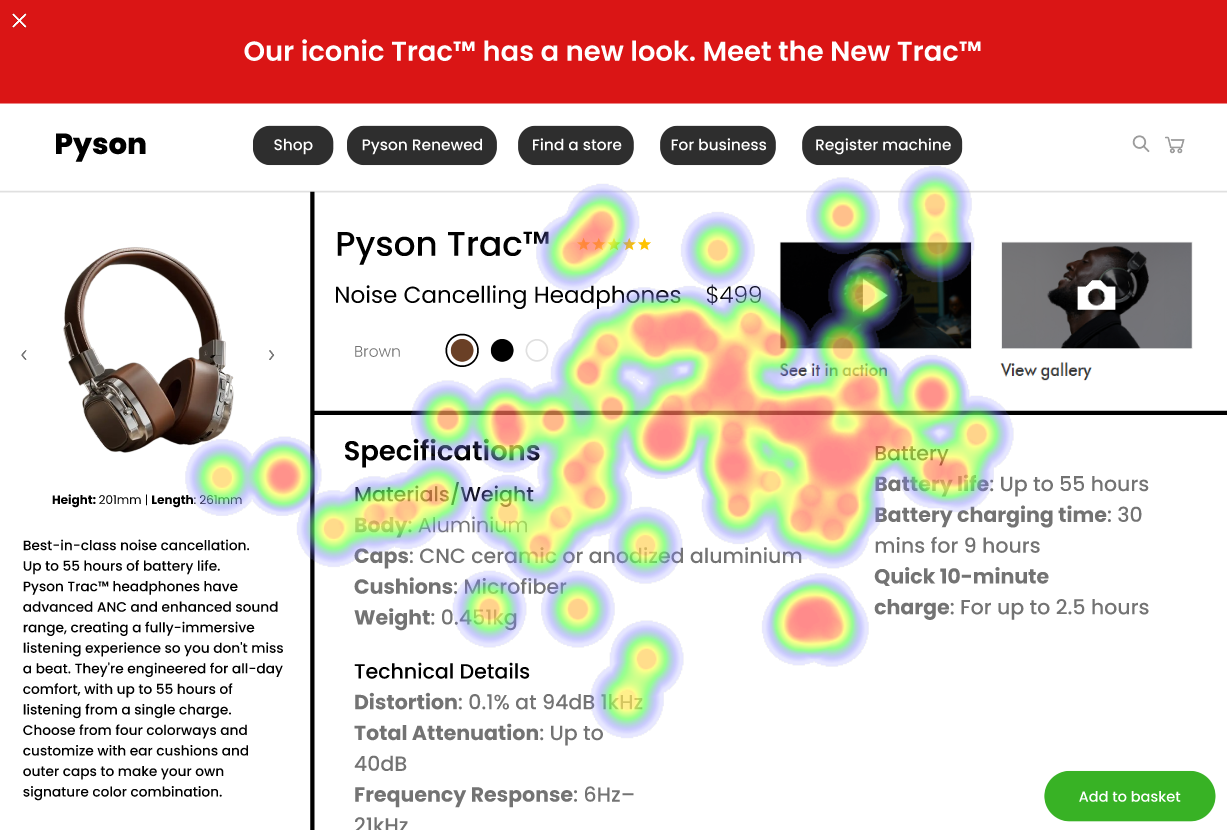 Our iconic Trac™ has a new look. Meet the New Trac™
Pyson
Shop
Pyson Renewed
Find a store
For business
Register machine
Height: 201mm | Length: 261mm
Best-in-class noise cancellation.
Up to 55 hours of battery life.
Pyson Trac™ headphones have
advanced ANC and enhanced sound
range, creating a fully-immersive
listening experience so you don't miss
a beat. They're engineered for all-day
comfort, with up to 55 hours of
listening from a single charge.
Choose from four colorways and
customize with ear cushions and
outer caps to make your own
signature color combination.
Pyson Trac™
Noise Cancelling Headphones $499
Brown
See it in action
View gallery
Specifications
Materials/Weight
Body: Aluminium
Caps: CNC ceramic or anodized aluminium
Cushions: Microfiber
Weight: 0.451kg
Technical Details
Distortion: 0.1% at 94dB 1kHz
Total Attenuation: Up to
40dB
Frequency Response: 6Hz–
21kHz
Battery
Battery life: Up to 55 hours
Battery charging time: 30
mins for 9 hours
Quick 10-minute
charge: For up to 2.5 hours
Add to basket